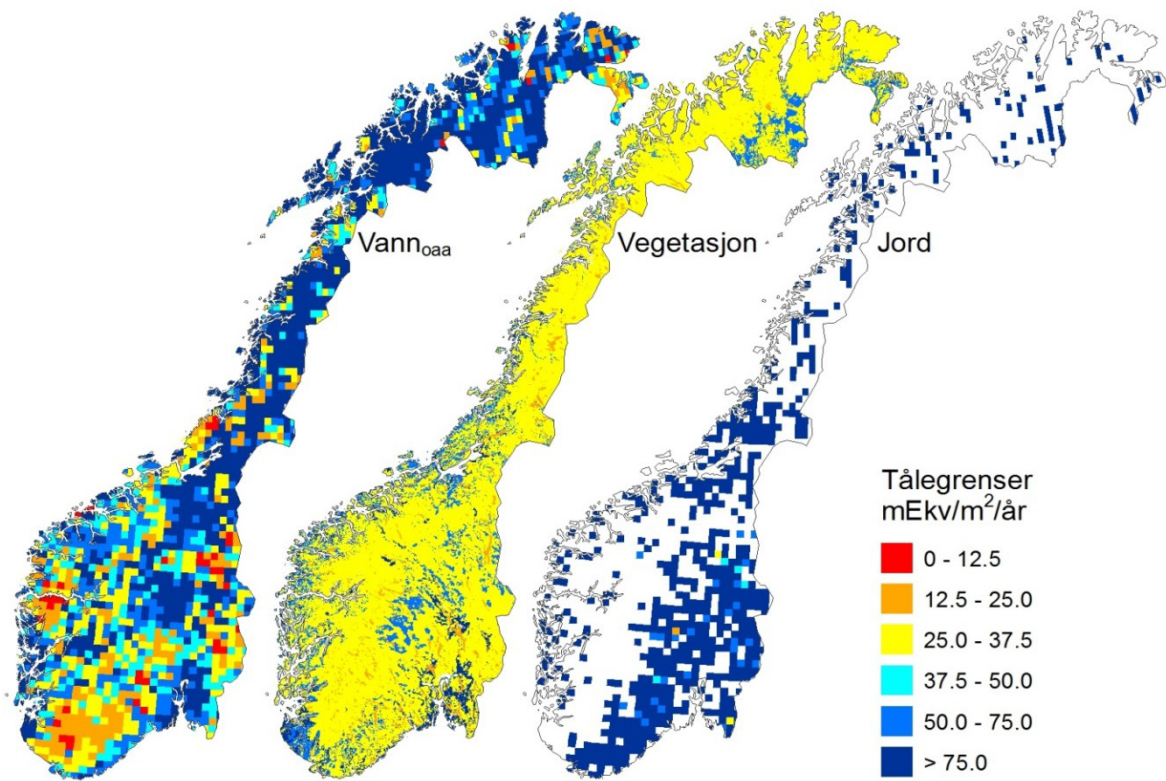 Vann_oaa
Vegetasjon
Jord
Tålegrenser
mEkv/m²/år
0 - 12.5
12.5 - 25.0
25.0 - 37.5
37.5 - 50.0
50.0 - 75.0
> 75.0